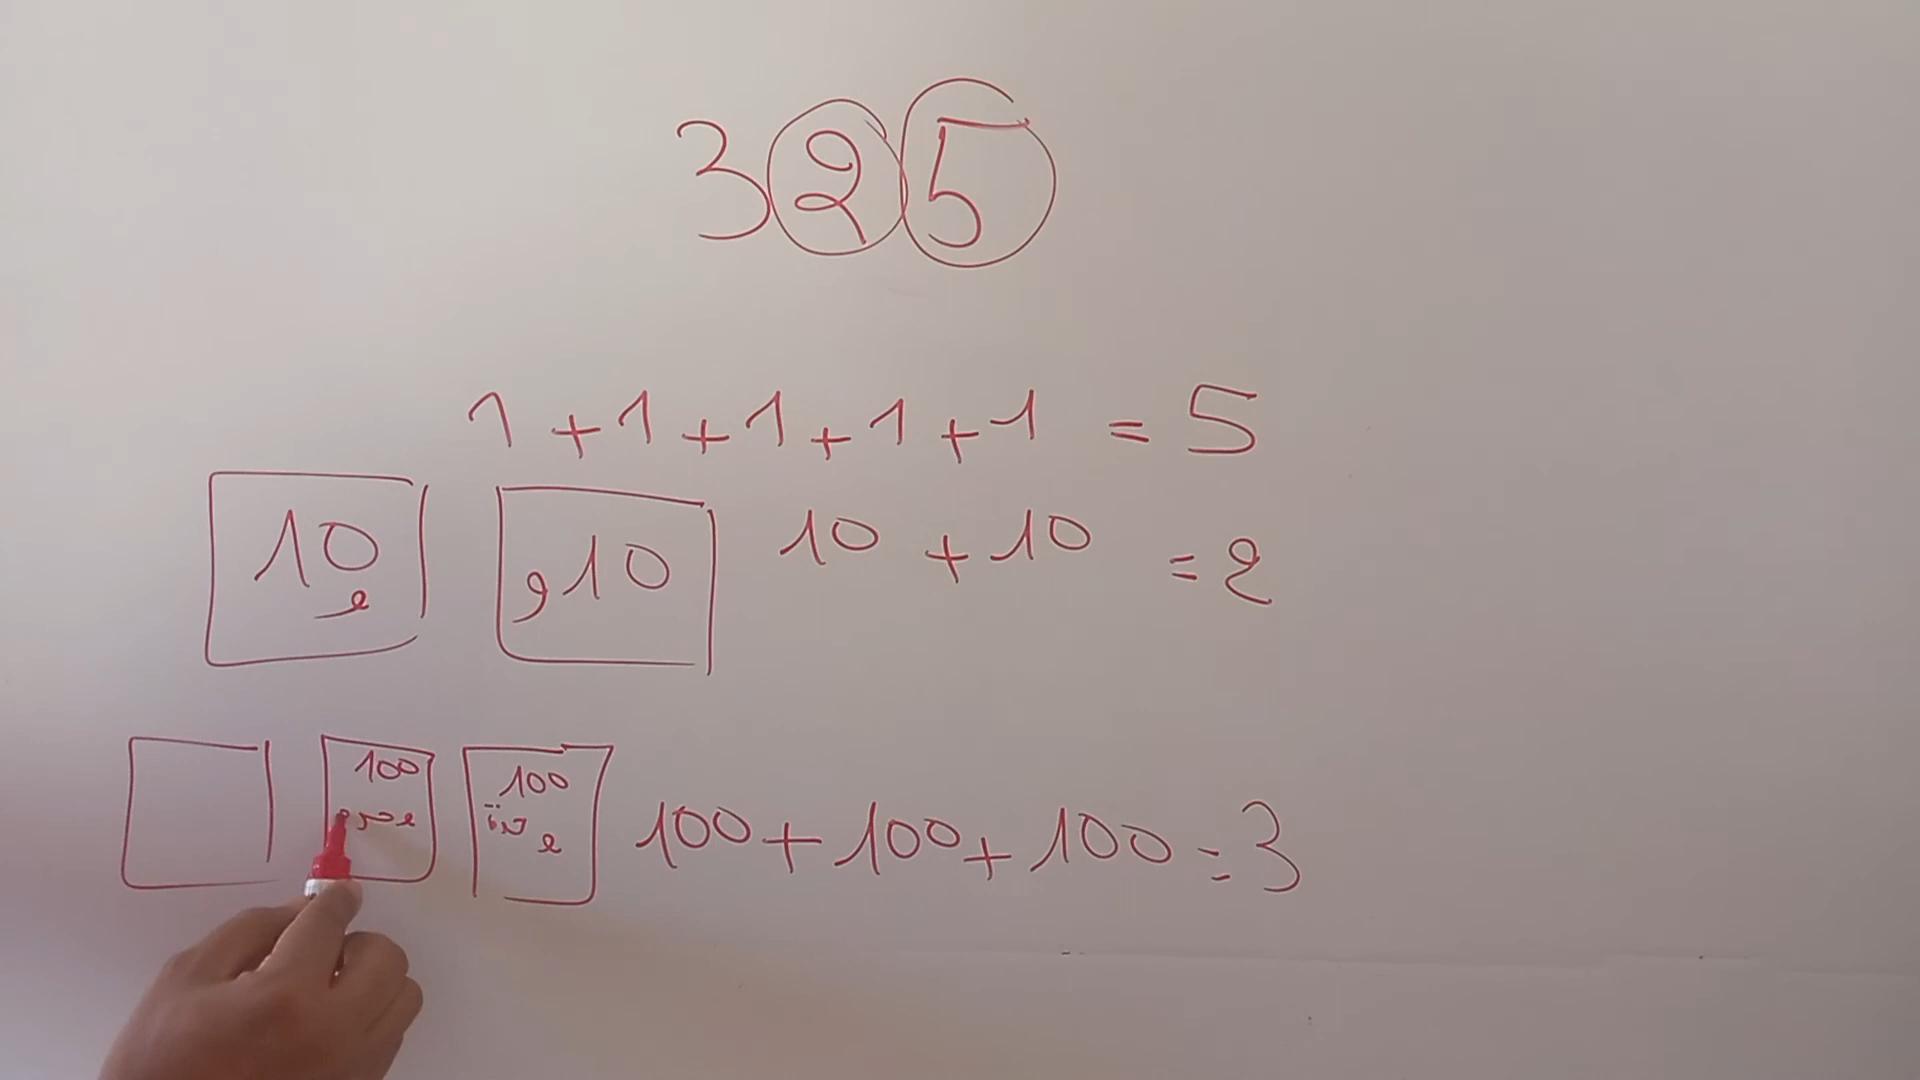 325
1 + 1 + 1 + 1 + 1 = 5
10 و 10 و 10 + 10 = 2
100 100 و 100 + 100 + 100 = 3